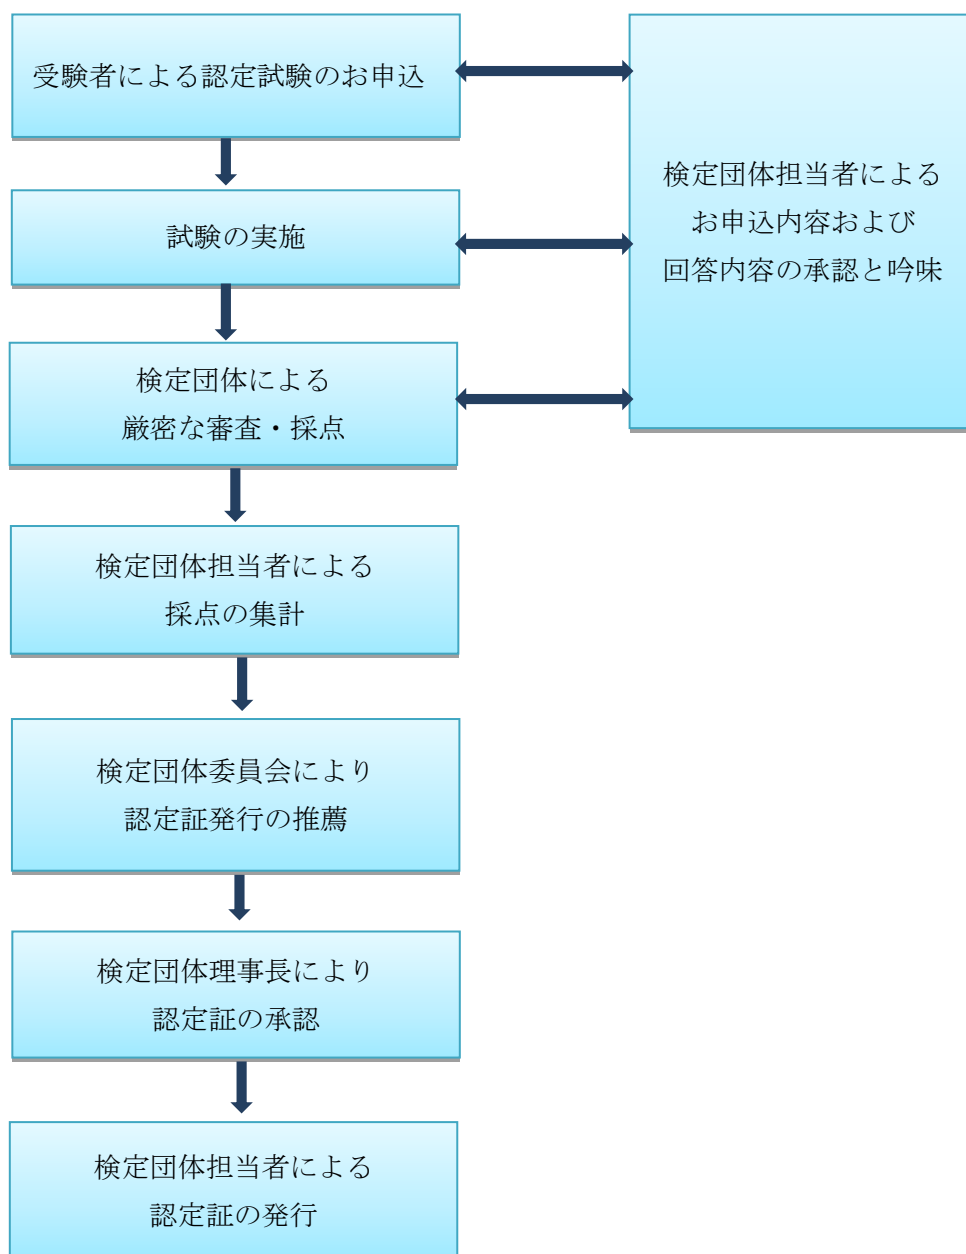 受験者による認定試験のお申込
検定団体担当者による
お申込内容および
回答内容の承認と吟味
試験の実施
検定団体による
厳密な審査・採点
検定団体担当者による
採点の集計
検定団体委員会により
認定証発行の推薦
検定団体理事長により
認定証の承認
検定団体担当者による
認定証の発行